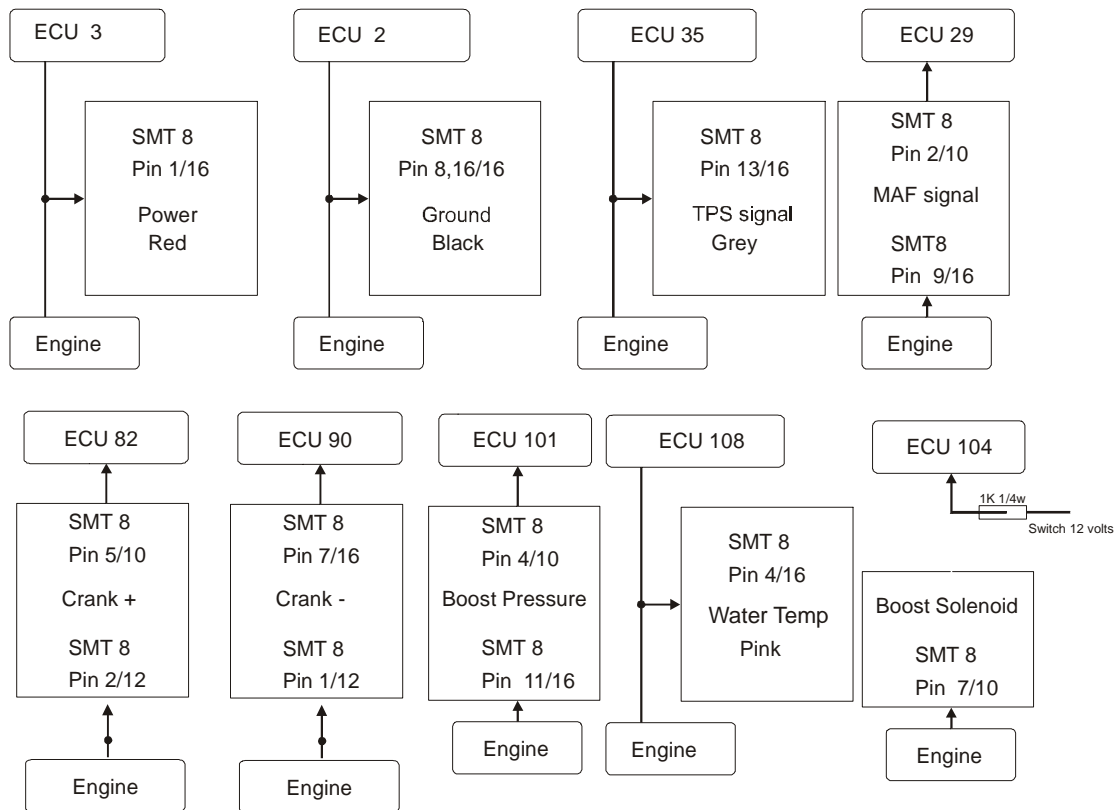 ECU 3
SMT 8
Pin 1/16
Power
Red
Engine
ECU 2
SMT 8
Pin 8,16/16
Ground
Black
Engine
ECU 35
SMT 8
Pin 13/16
TPS signal
Grey
Engine
ECU 29
SMT 8
Pin 2/10
MAF signal
SMT8
Pin 9/16
Engine
ECU 82
SMT 8
Pin 5/10
Crank +
SMT 8
Pin 2/12
Engine
ECU 90
SMT 8
Pin 7/16
Crank -
SMT 8
Pin 1/12
Engine
ECU 101
SMT 8
Pin 4/10
Boost Pressure
SMT 8
Pin 11/16
Engine
ECU 108
SMT 8
Pin 4/16
Water Temp
Pink
Engine
ECU 104
1K 1/4w
Switch 12 volts
Boost Solenoid
SMT 8
Pin 7/10
Engine